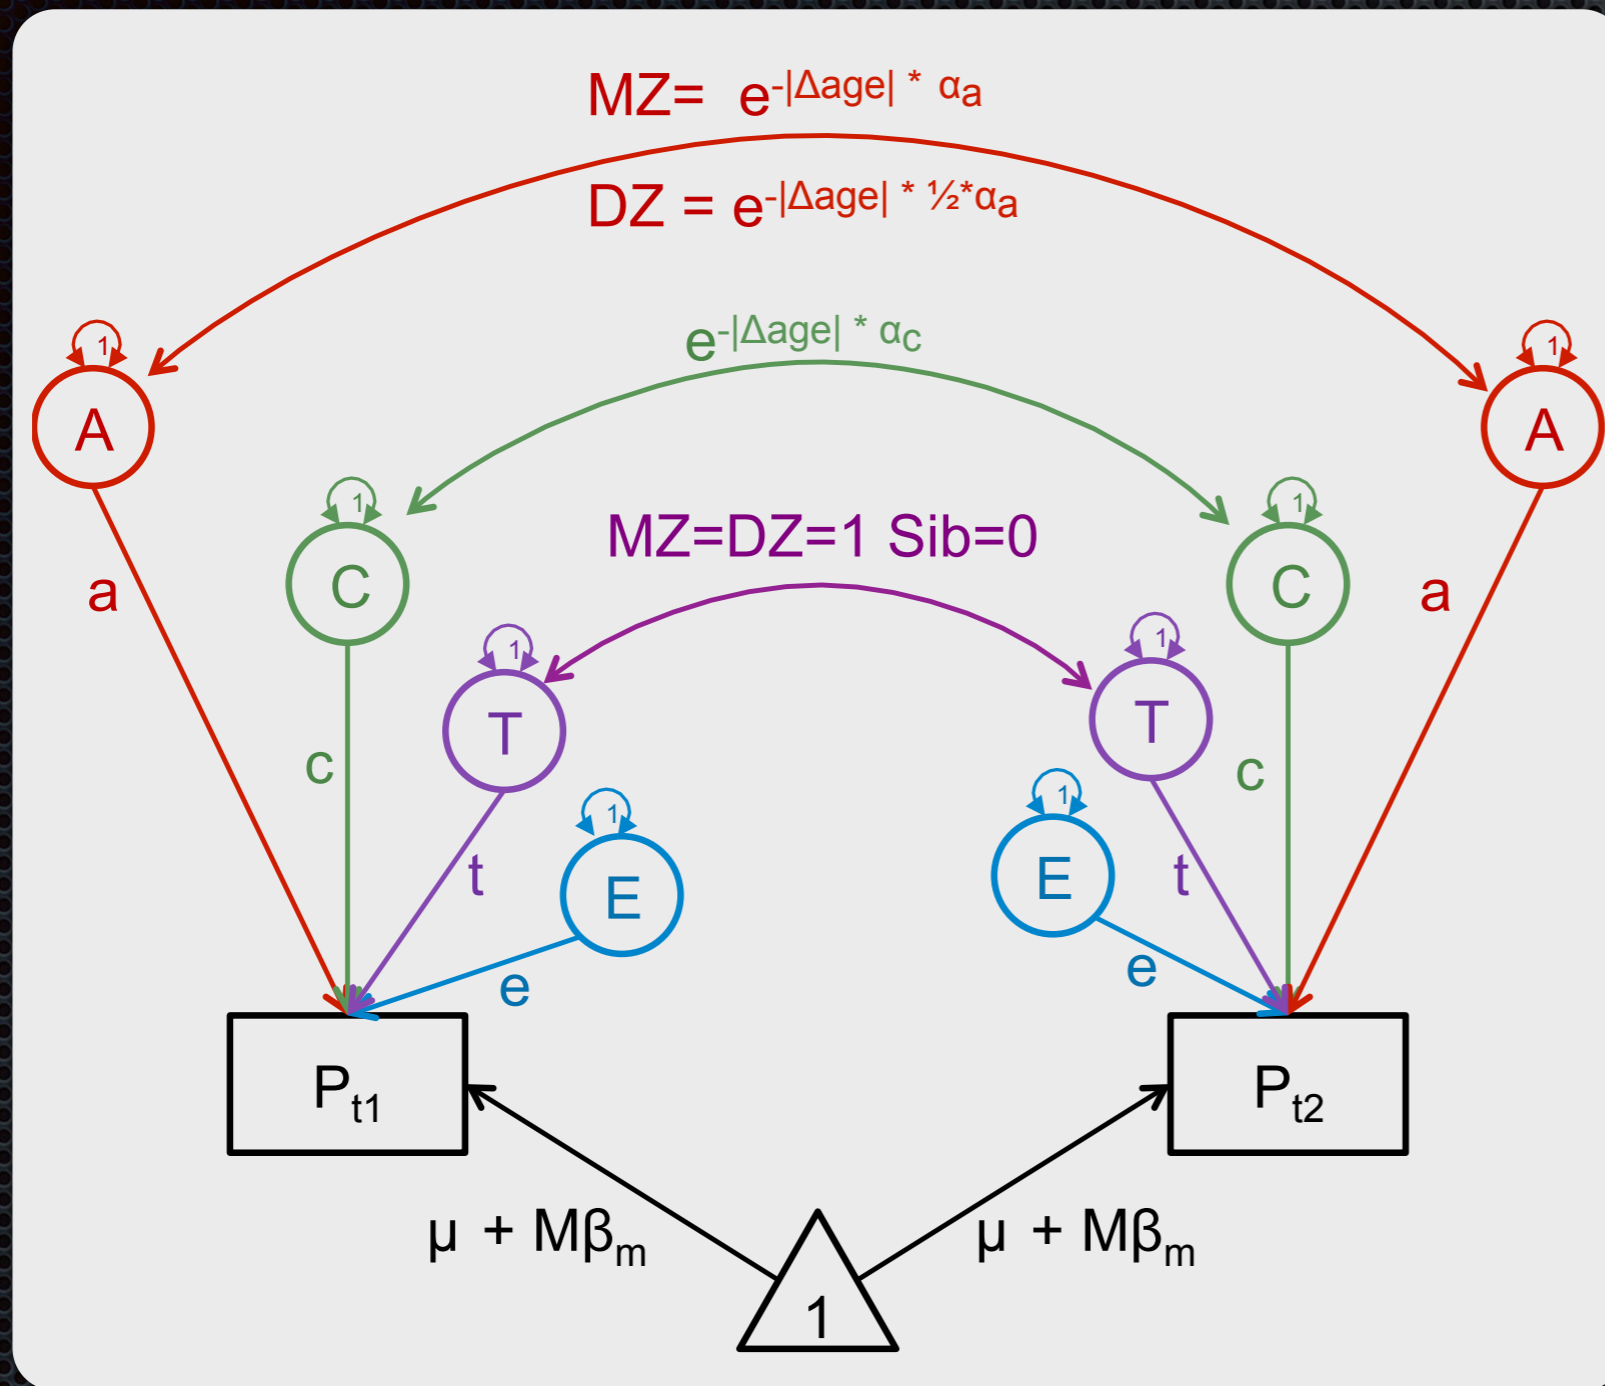 MZ= e-|Δage| * αa
DZ = e-|Δage| * ½*αa
e-|Δage| * αc
1
1
A
A
1
1
C
C
MZ=DZ=1 Sib=0
a
a
1
1
T
T
c
c
1
1
E
E
t
t
e
e
Pt1
Pt2
μ + Mβm
μ + Mβm
1